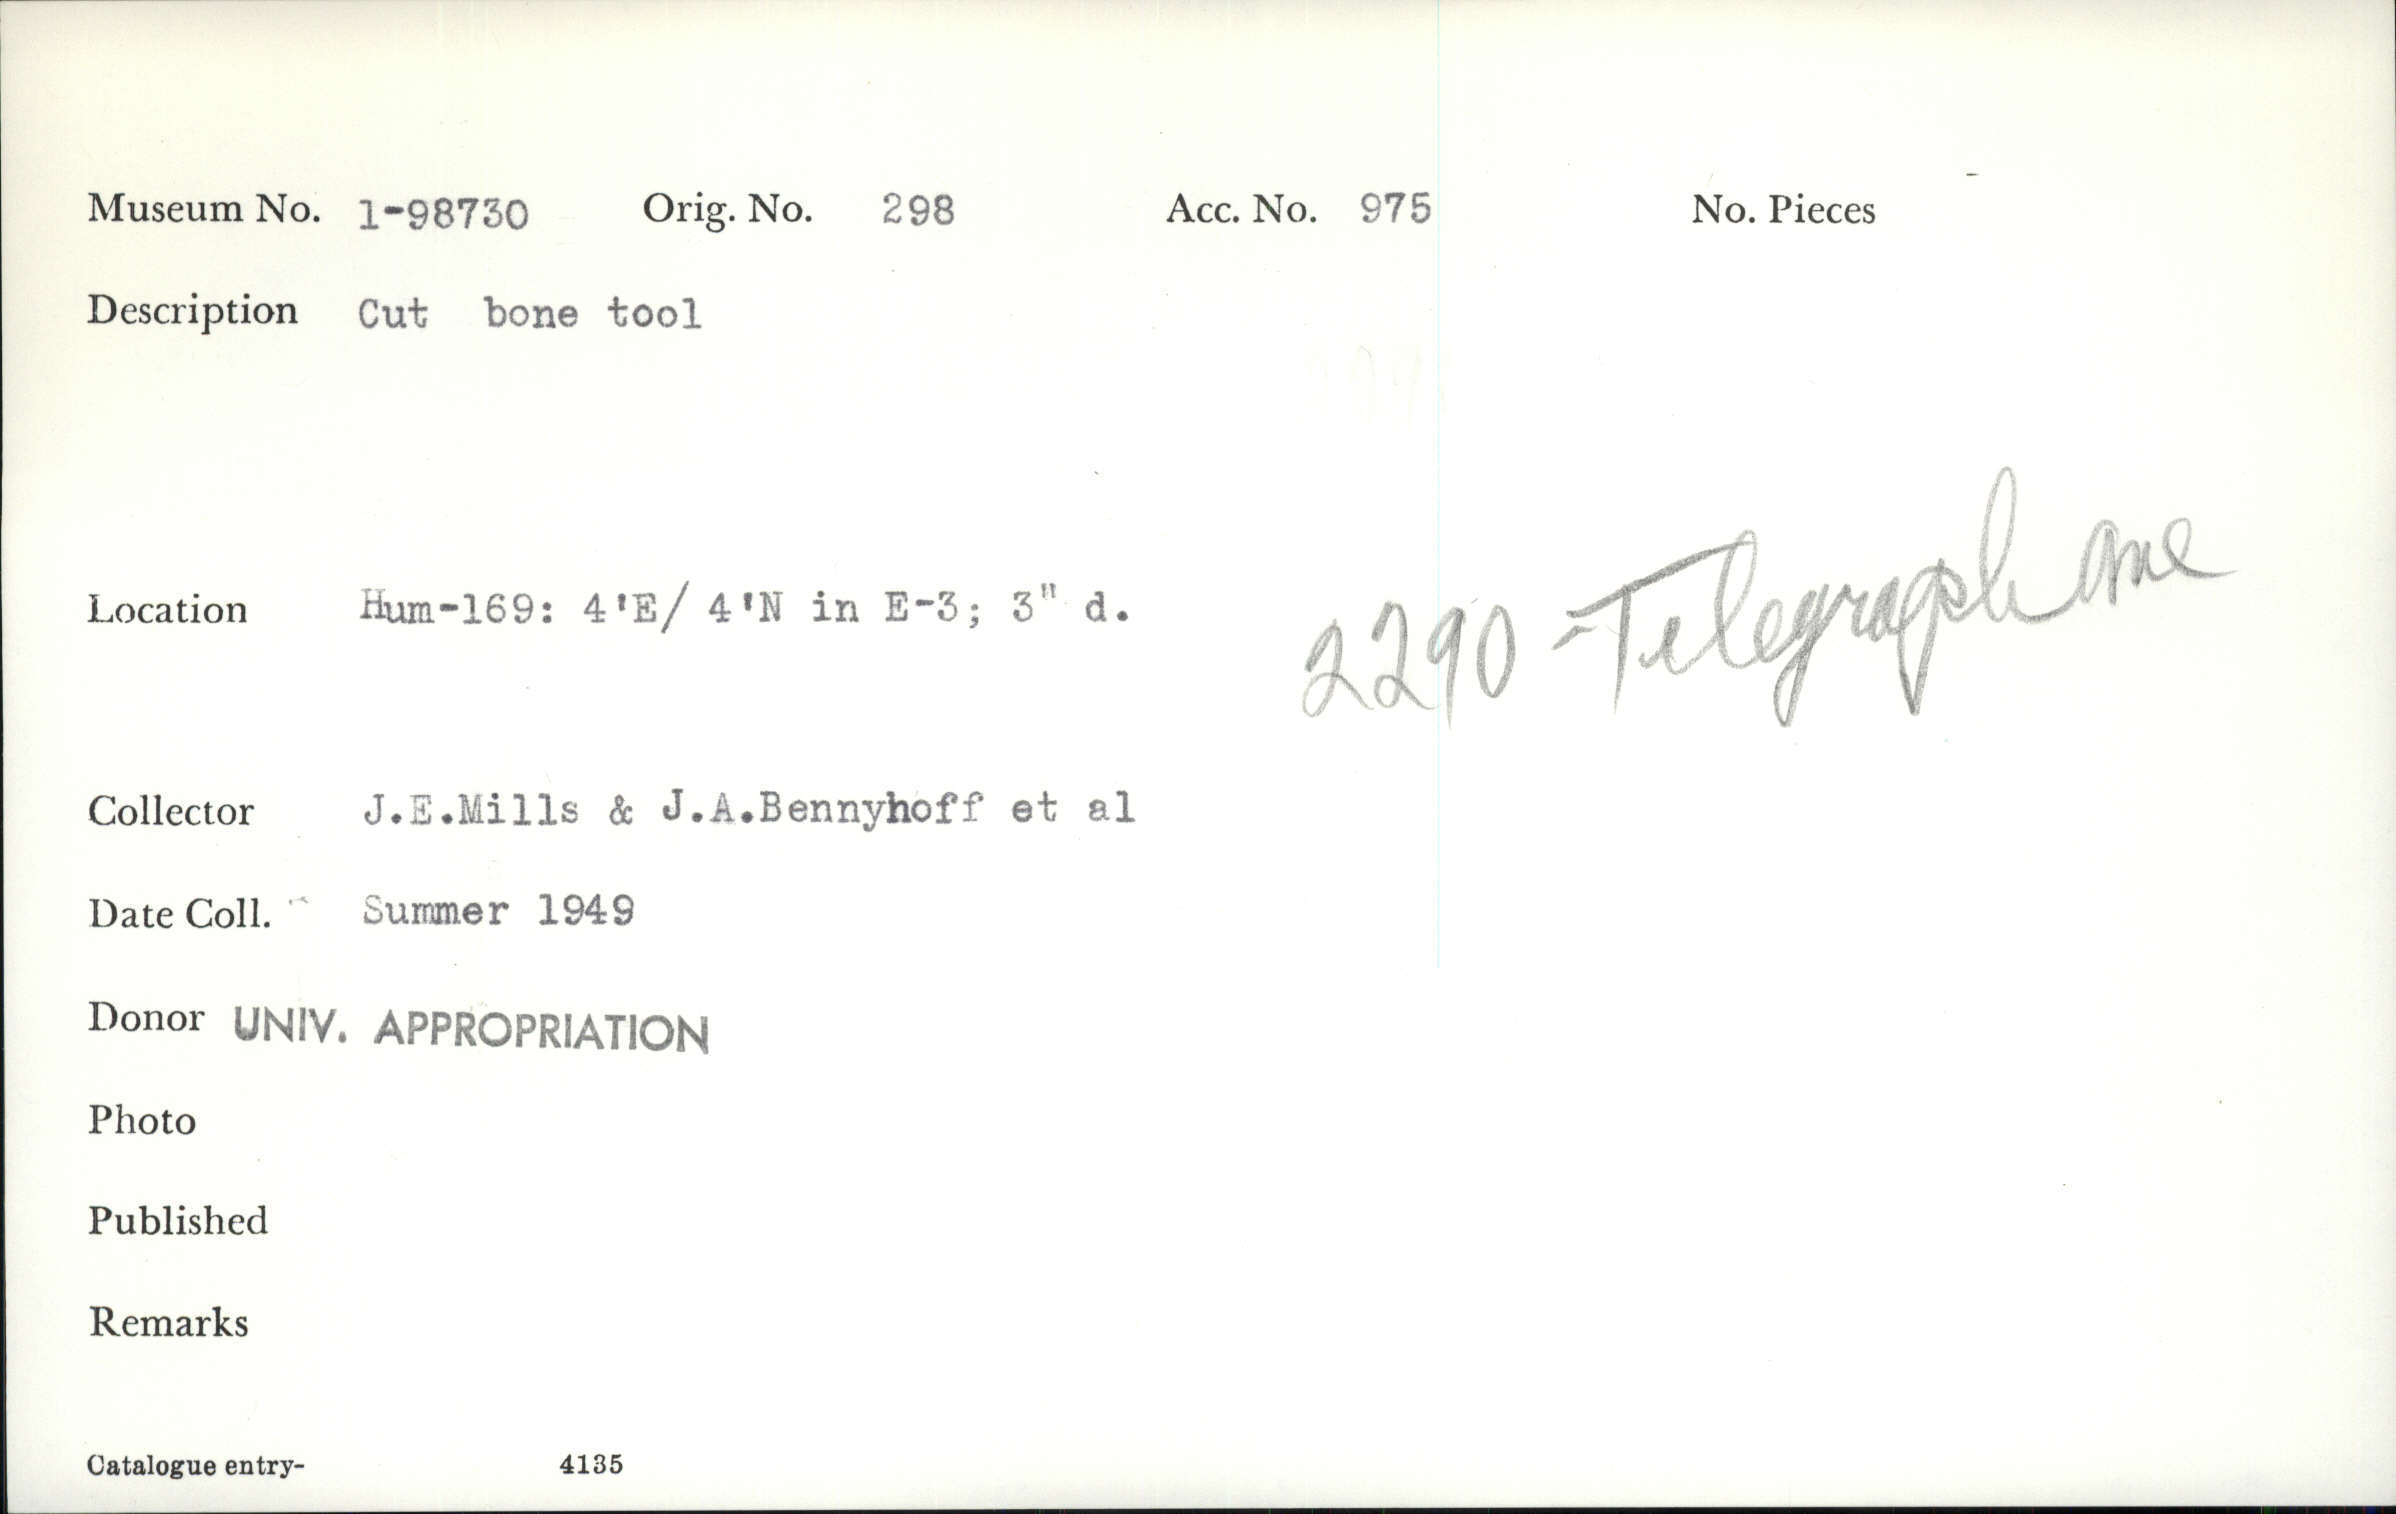 Museum No. 1-98730 Orig. No. 298 Acc. No. 975 No. Pieces
Description Cut bone tool
Location Hum-169: 4'E/ 4'N in E-3; 3" d.
2290 - Telegraph Ave
Collector J.E.Mills & J.A.Bennyhoff et al
Date Coll. Summer 1949
Donor UNIV. APPROPRIATION
Photo
Published
Remarks
Catalogue entry- 4135